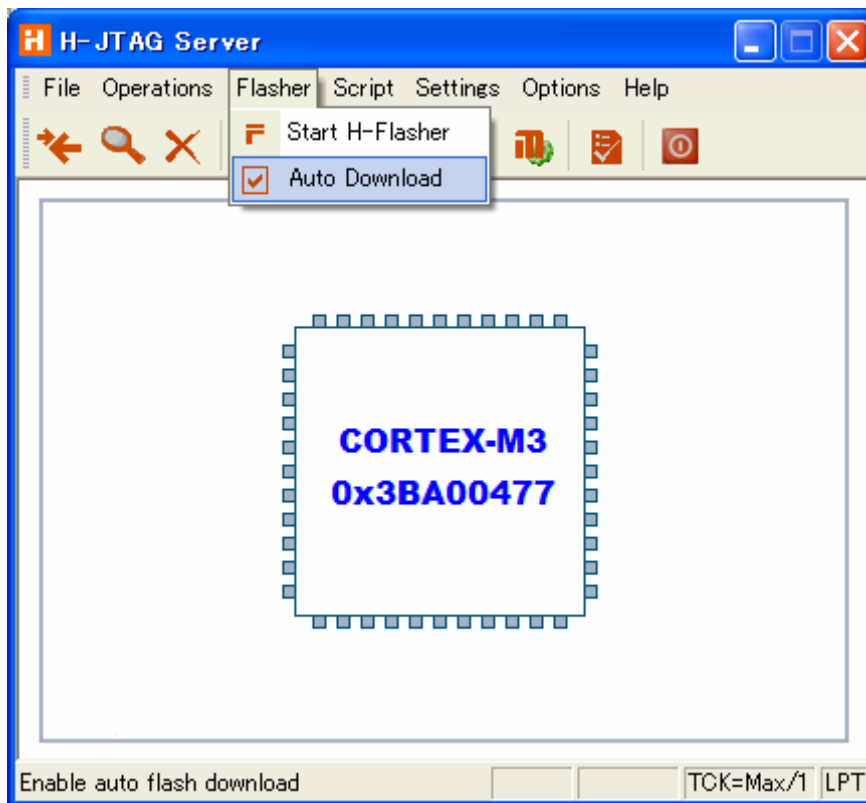 H-JTAG Server
File Operations Flasher Script Settings Options Help
Start H-Flasher
Auto Download
CORTEX-M3
0x3BA00477
Enable auto flash download TCK=Max/1 LPT